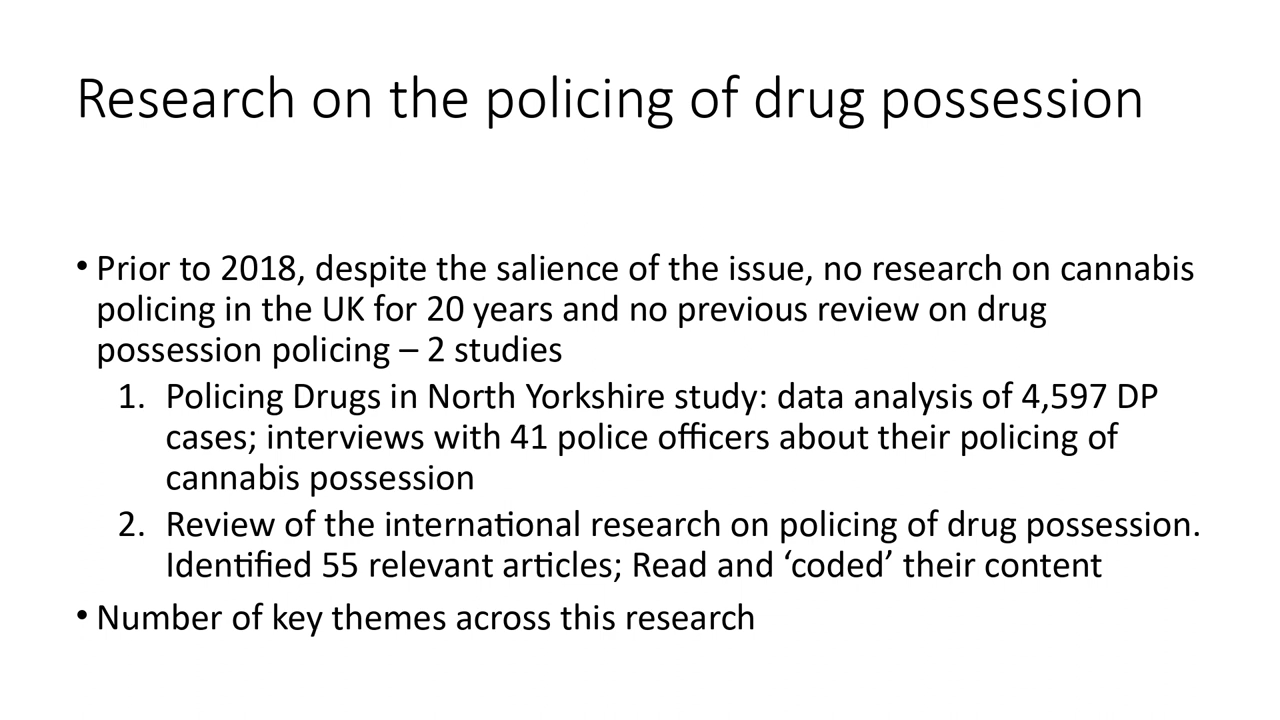 Research on the policing of drug possession
• Prior to 2018, despite the salience of the issue, no research on cannabis
policing in the UK for 20 years and no previous review on drug
possession policing – 2 studies
1. Policing Drugs in North Yorkshire study: data analysis of 4,597 DP
cases; interviews with 41 police officers about their policing of
cannabis possession
2. Review of the international research on policing of drug possession.
Identified 55 relevant articles; Read and ‘coded’ their content
• Number of key themes across this research